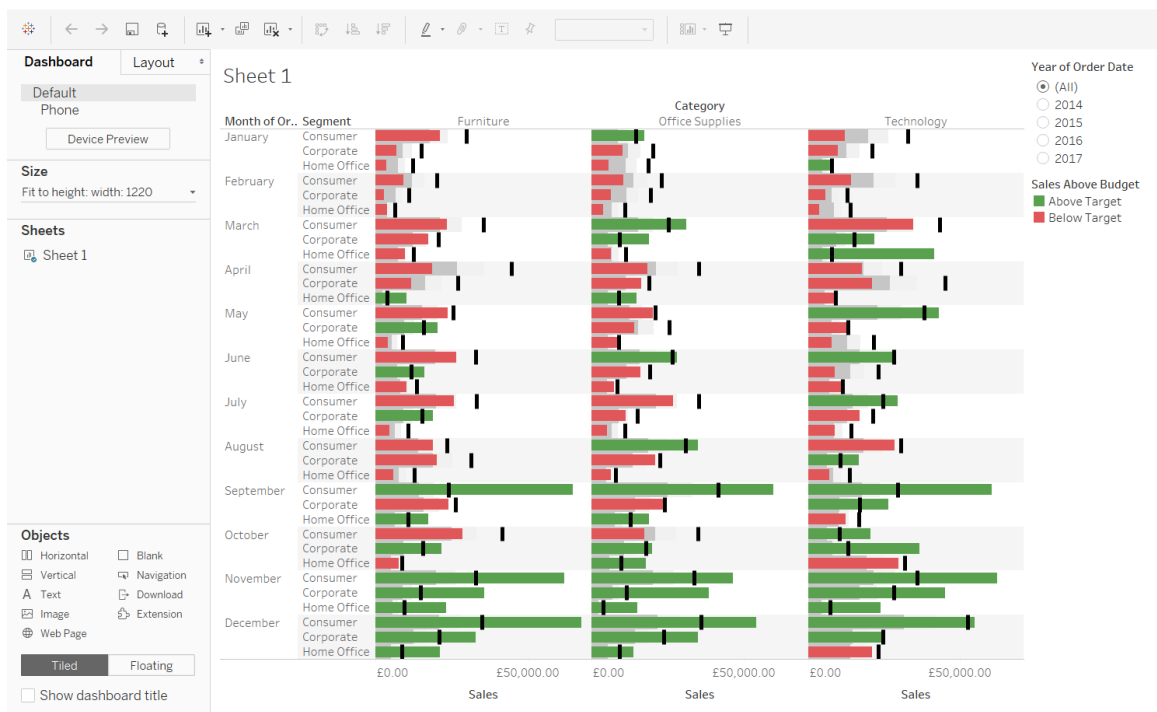 Dashboard
Layout
Default
Phone
Device Preview
Size
Fit to height: width: 1220
Sheets
Sheet 1
Objects
Horizontal
Blank
Vertical
Navigation
A Text
Download
Image
Extension
Web Page
Tiled
Floating
Show dashboard title
Sheet 1
Category
Month of Or.. Segment Furniture Office Supplies Technology
January Consumer
Corporate
Home Office
February Consumer
Corporate
Home Office
March Consumer
Corporate
Home Office
April Consumer
Corporate
Home Office
May Consumer
Corporate
Home Office
June Consumer
Corporate
Home Office
July Consumer
Corporate
Home Office
August Consumer
Corporate
Home Office
September Consumer
Corporate
Home Office
October Consumer
Corporate
Home Office
November Consumer
Corporate
Home Office
December Consumer
Corporate
Home Office
£0.00 £50,000.00 £0.00 £50,000.00 £0.00 £50,000.00
Sales Sales Sales
Year of Order Date
(All)
2014
2015
2016
2017
Sales Above Budget
Above Target
Below Target